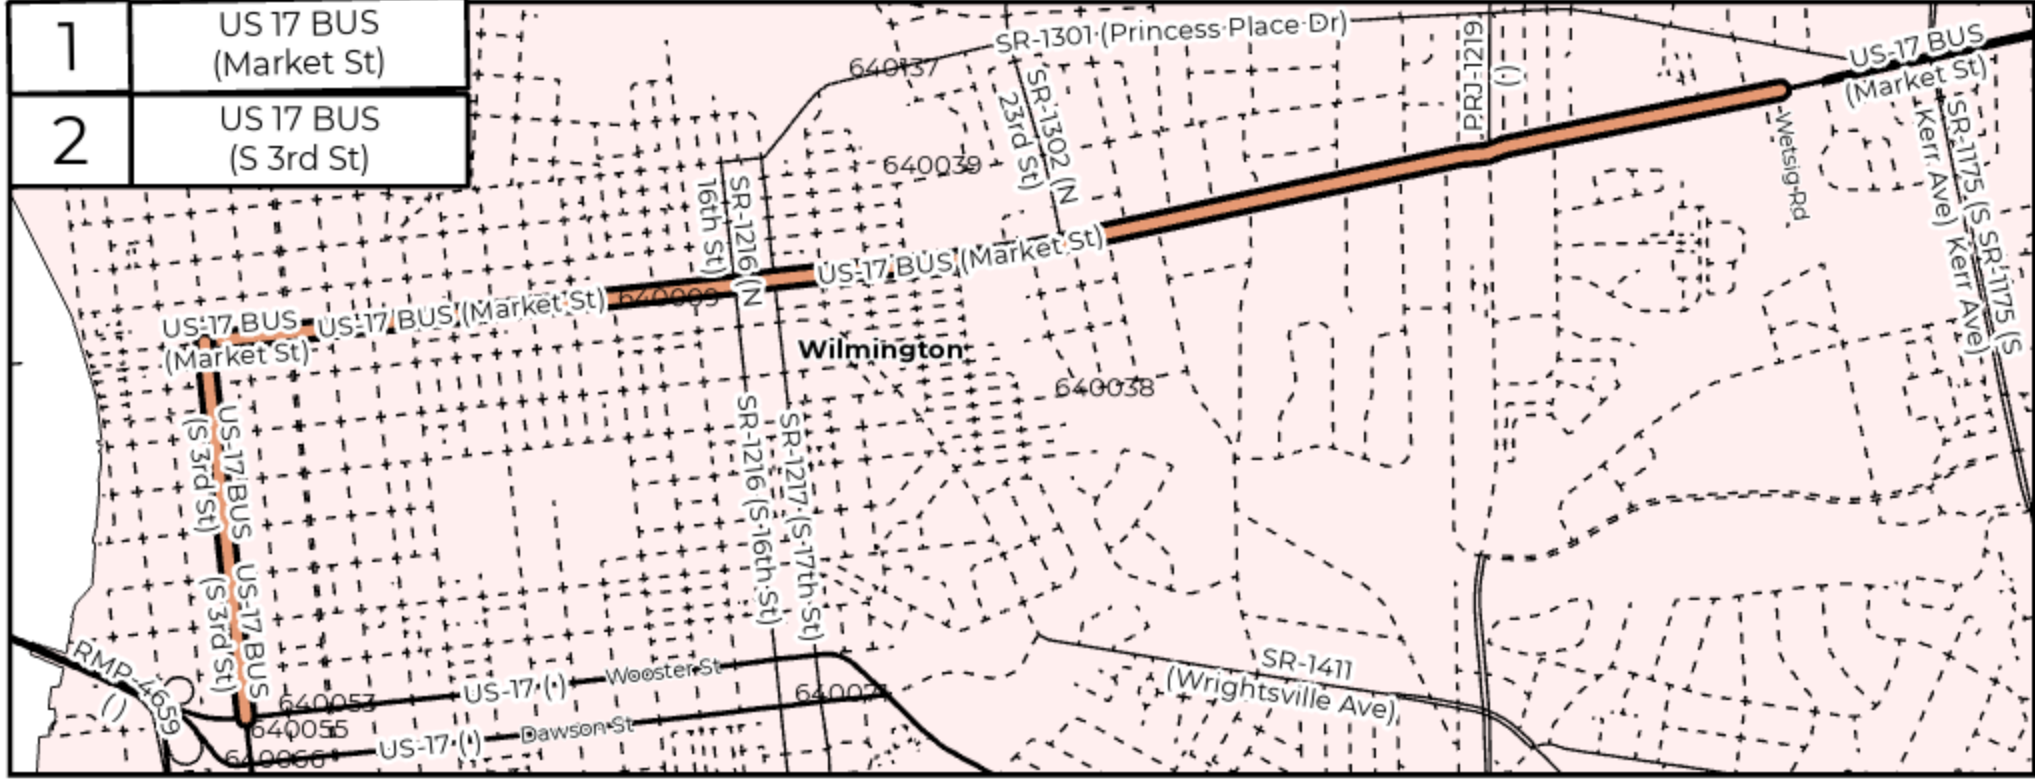 1
US 17 BUS
(Market St)
2
US 17 BUS
(S 3rd St)
SR-1301 (Princess Place Dr)
640137
PRJ-1219
(.)
US-17 BUS
(Market St)
SR-1302 (N
23rd St)
640039
Wetsig Rd
SR-1175 (S
Kerr Ave)
SR-1175 (S
Kerr Ave)
SR-1216 (N
16th St)
US-17 BUS (Market St)
640009
US-17 BUS (Market St)
US-17 BUS
(Market St)
Wilmington
640038
US-17 BUS
(S 3rd St)
SR-1216 (S 16th St)
SR-1217 (S 17th St)
US-17 BUS
(S 3rd St)
RMP-4659
()
640053
US-17 (.)
Wooster St
640055
640066
US-17 (.)
Dawson St
SR-1411
(Wrightsville Ave)